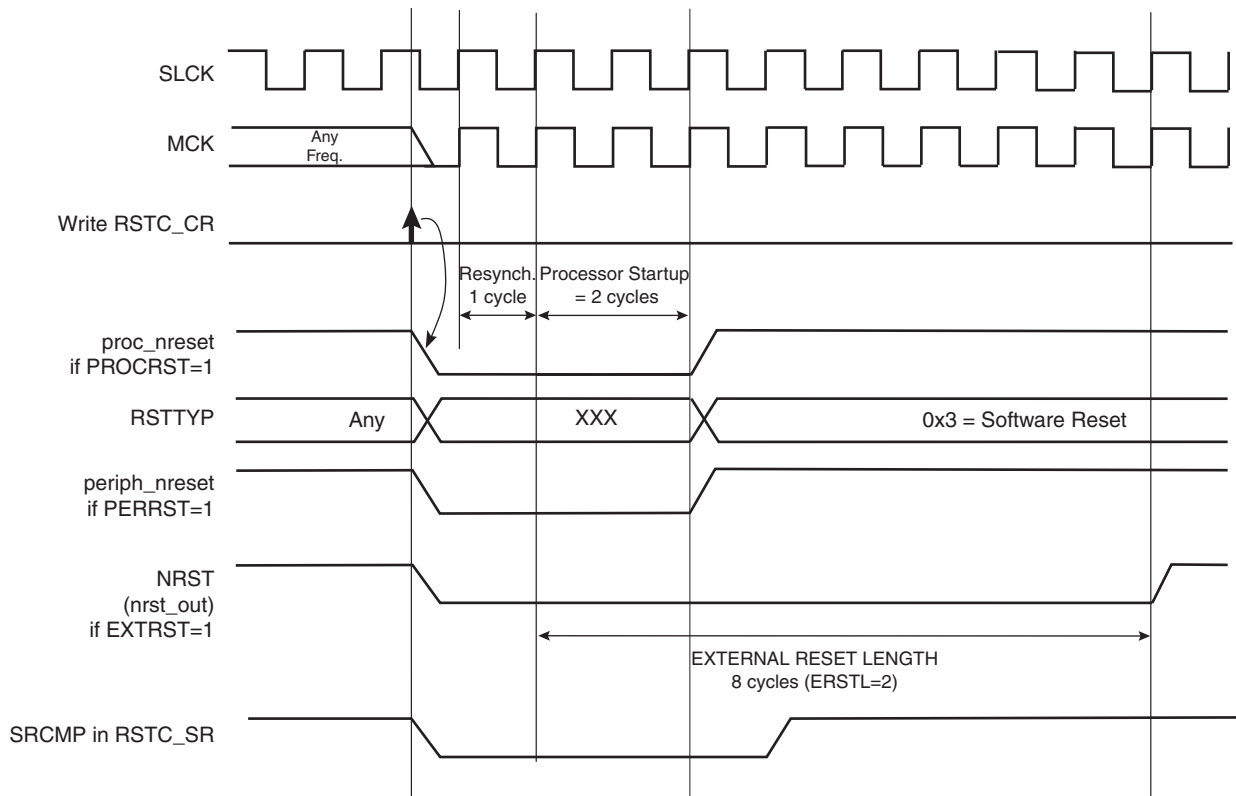 SLCK
MCK
Any
Freq.
Write RSTC_CR
Resynch.
1 cycle
Processor Startup
= 2 cycles
proc_nreset
if PROCRST=1
RSTTYP
Any
XXX
0x3 = Software Reset
periph_nreset
if PERRST=1
NRST
(nrst_out)
if EXTRST=1
EXTERNAL RESET LENGTH
8 cycles (ERSTL=2)
SRCMP in RSTC_SR